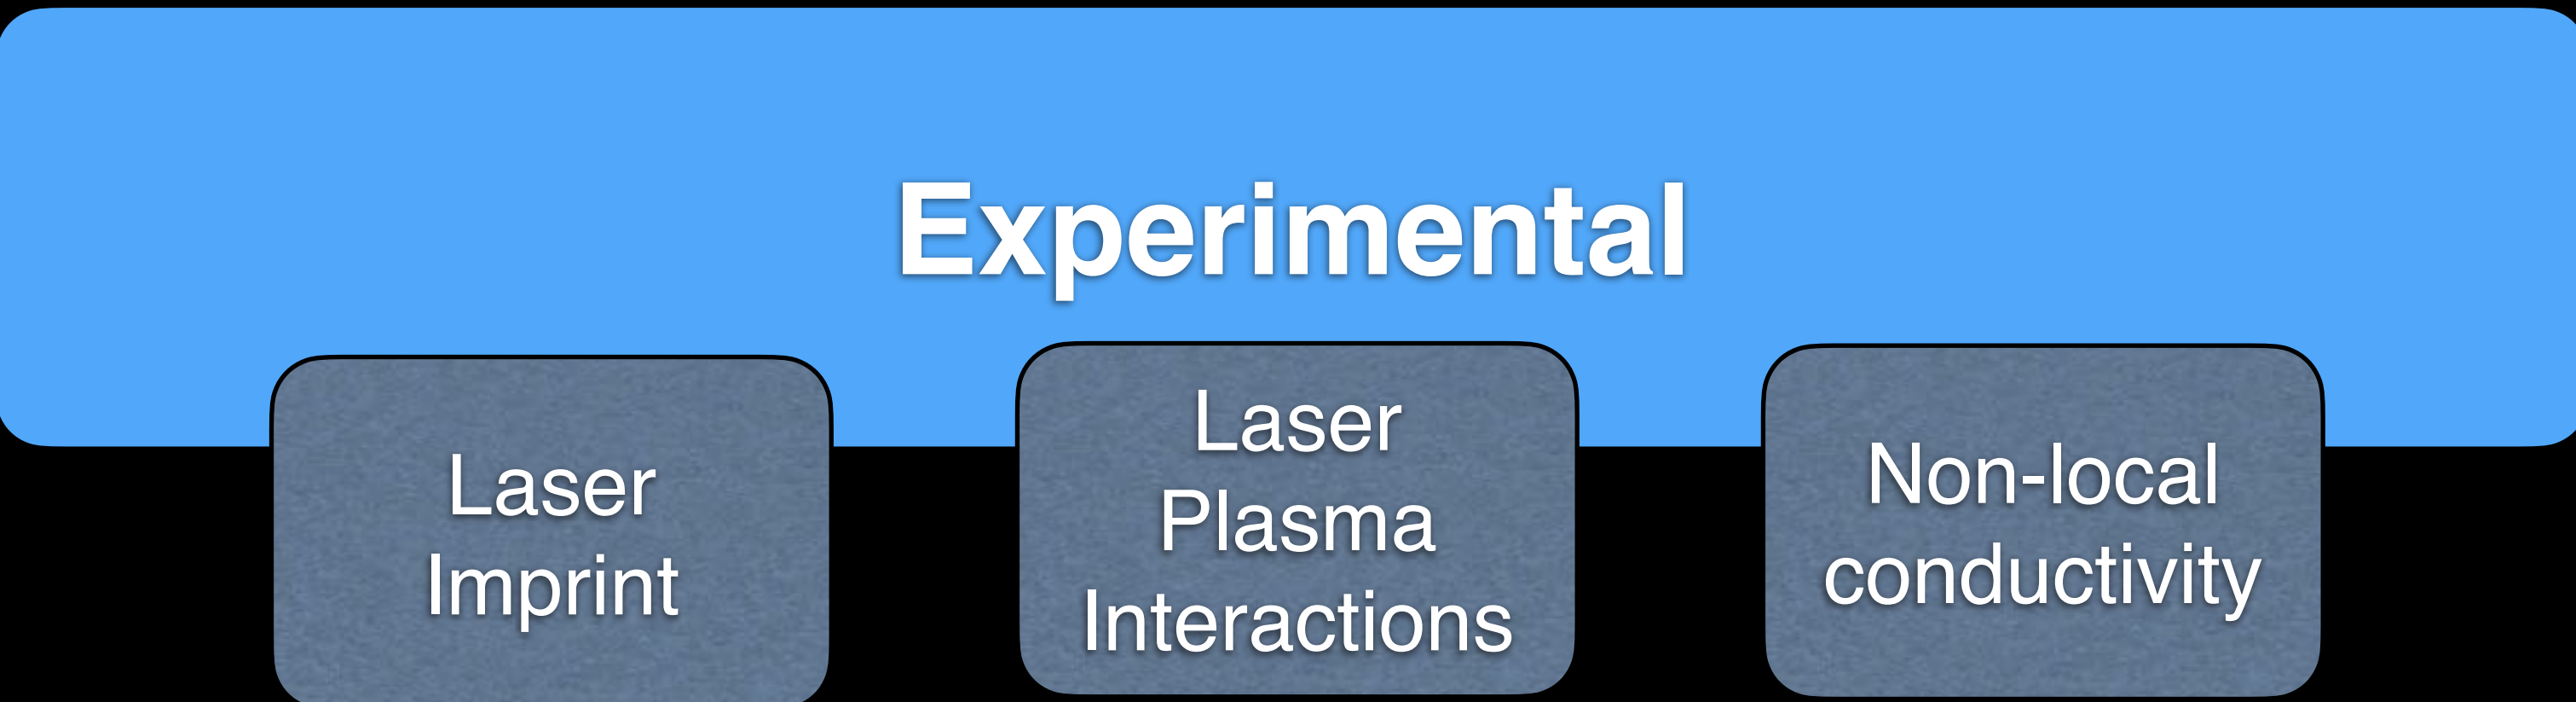 Experimental
Laser
Imprint
Laser
Plasma
Interactions
Non-local
conductivity